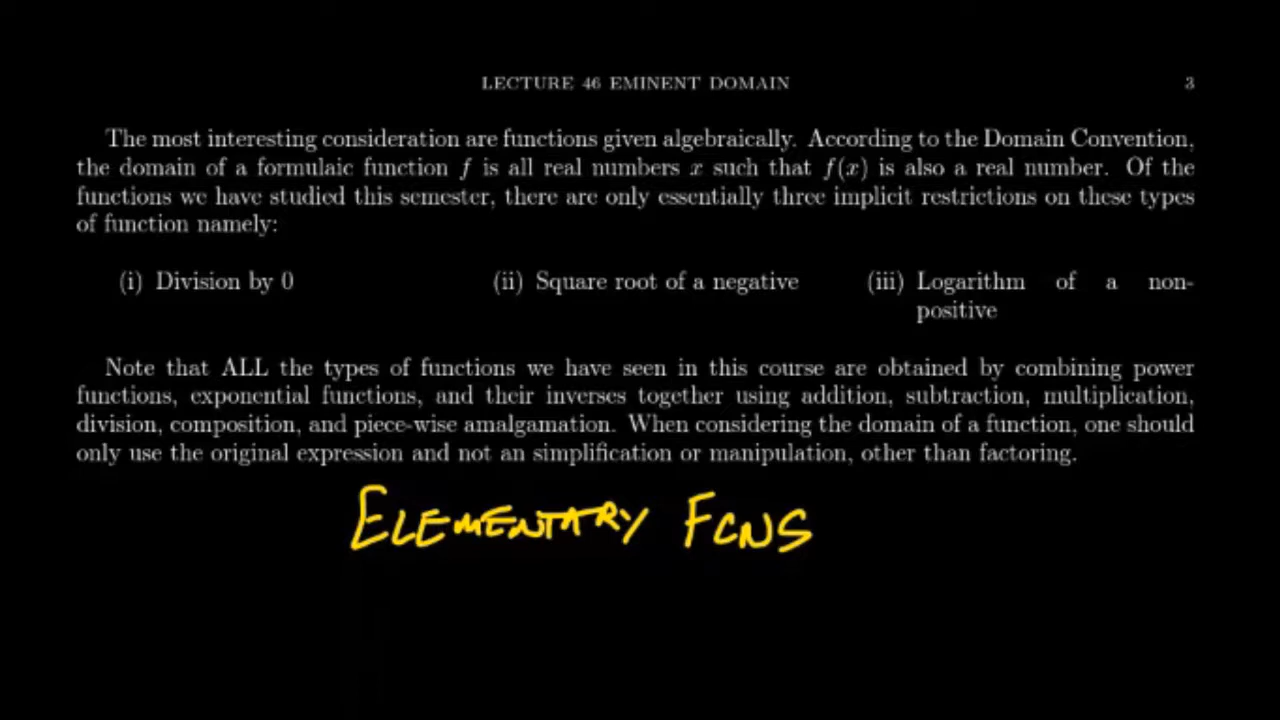 LECTURE 46 EMINENT DOMAIN 3
The most interesting consideration are functions given algebraically. According to the Domain Convention,
the domain of a formulaic function f is all real numbers x such that f(x) is also a real number. Of the
functions we have studied this semester, there are only essentially three implicit restrictions on these types
of function namely:
(i) Division by 0 (ii) Square root of a negative (iii) Logarithm of a non-
positive
Note that ALL the types of functions we have seen in this course are obtained by combining power
functions, exponential functions, and their inverses together using addition, subtraction, multiplication,
division, composition, and piece-wise amalgamation. When considering the domain of a function, one should
only use the original expression and not an simplification or manipulation, other than factoring.
ELEMENTARY FCNS